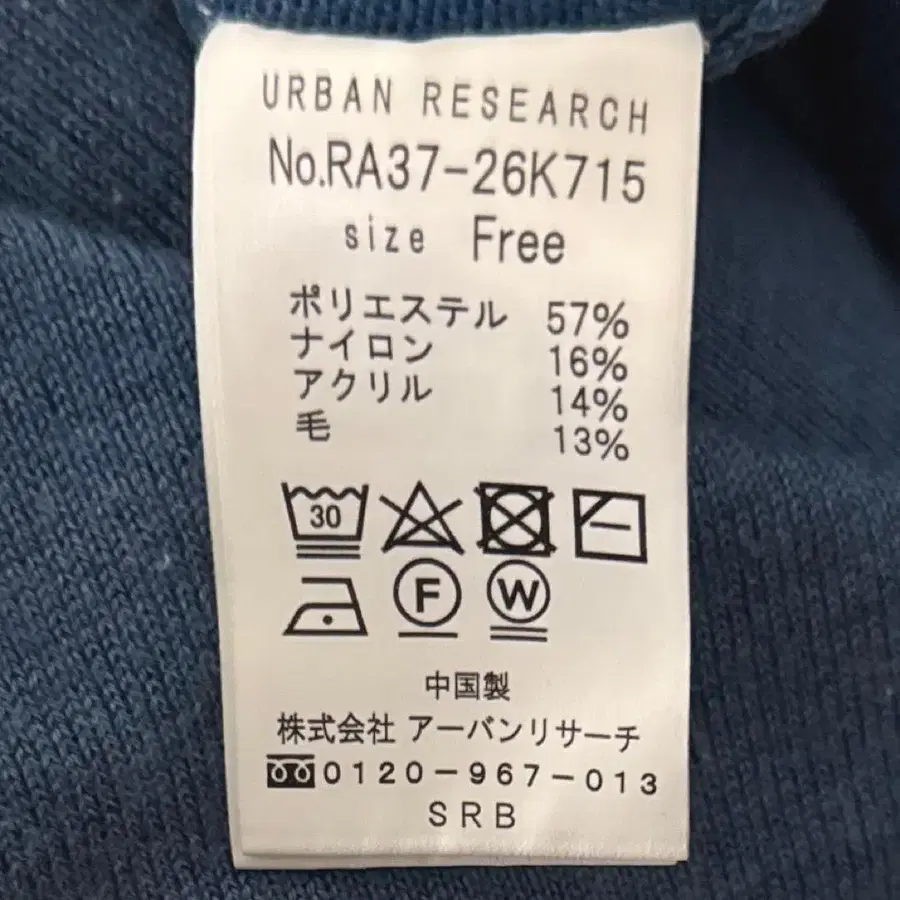 URBAN RESEARCH
No.RA37-26K715
size Free
ポリエステル 57%
ナイロン 16%
アクリル 14%
毛 13%
30
F W
中国製
株式会社 アーバンリサーチ
0120-967-013
SRB